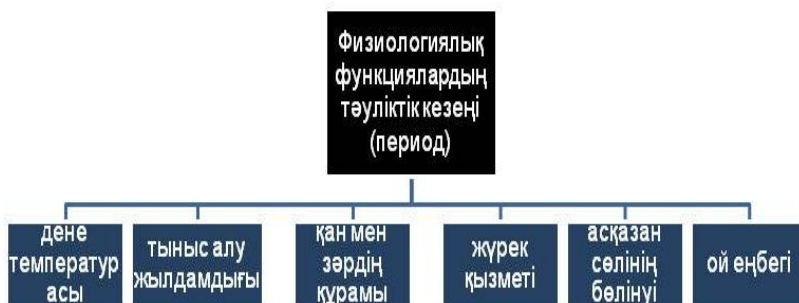 Физиологиялық
функциялардың
тәуліктік кезеңі
(период)
дене
температур
асы
тыныс алу
жылдамдығы
қан мен
зәрдің
құрамы
жүрек
қызметі
асқазан
сөлінің
бөлінуі
ой еңбегі